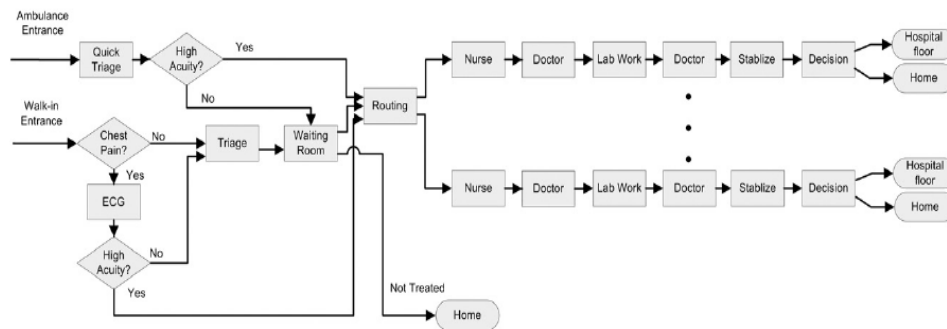 Ambulance
Entrance
Quick
Triage
High
Acuity?
Yes
No
Walk-in
Entrance
Chest
Pain?
No
Yes
ECG
High
Acuity?
No
Yes
Triage
Waiting
Room
Routing
Not Treated
Home
Nurse
Doctor
Lab Work
Doctor
Stablize
Decision
Hospital
floor
Home
Nurse
Doctor
Lab Work
Doctor
Stablize
Decision
Hospital
floor
Home